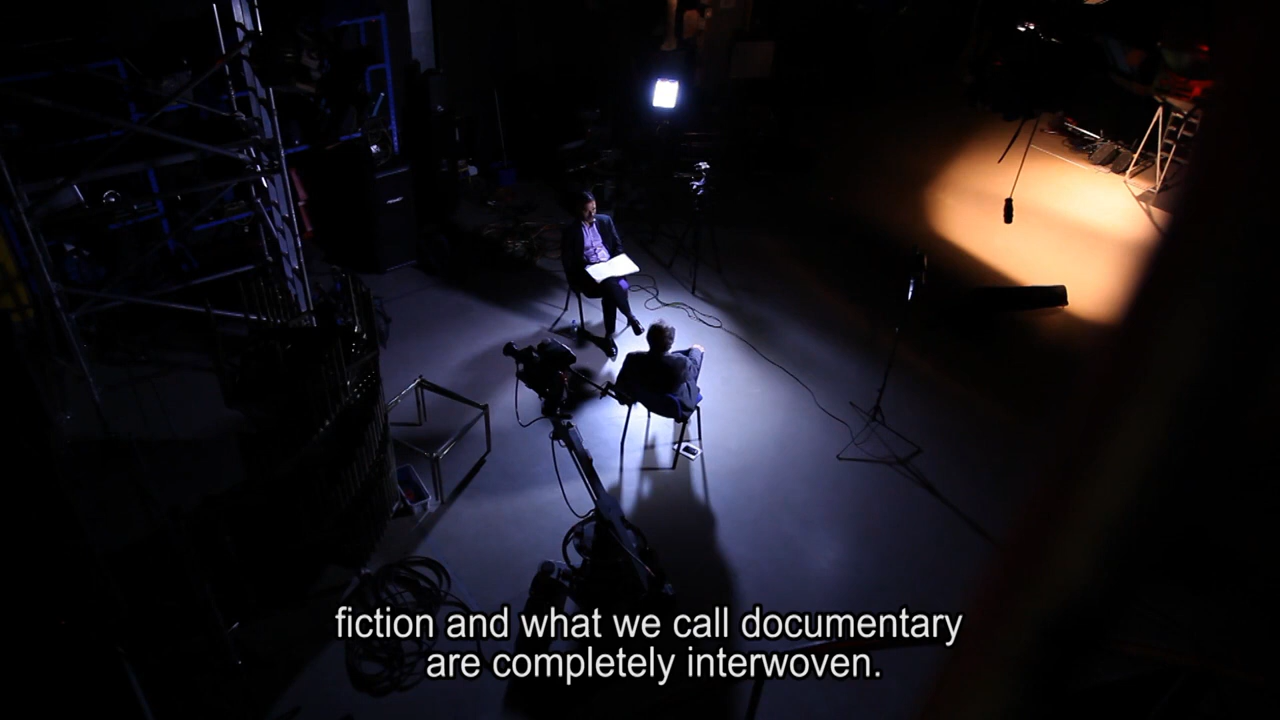 fiction and what we call documentary
are completely interwoven.